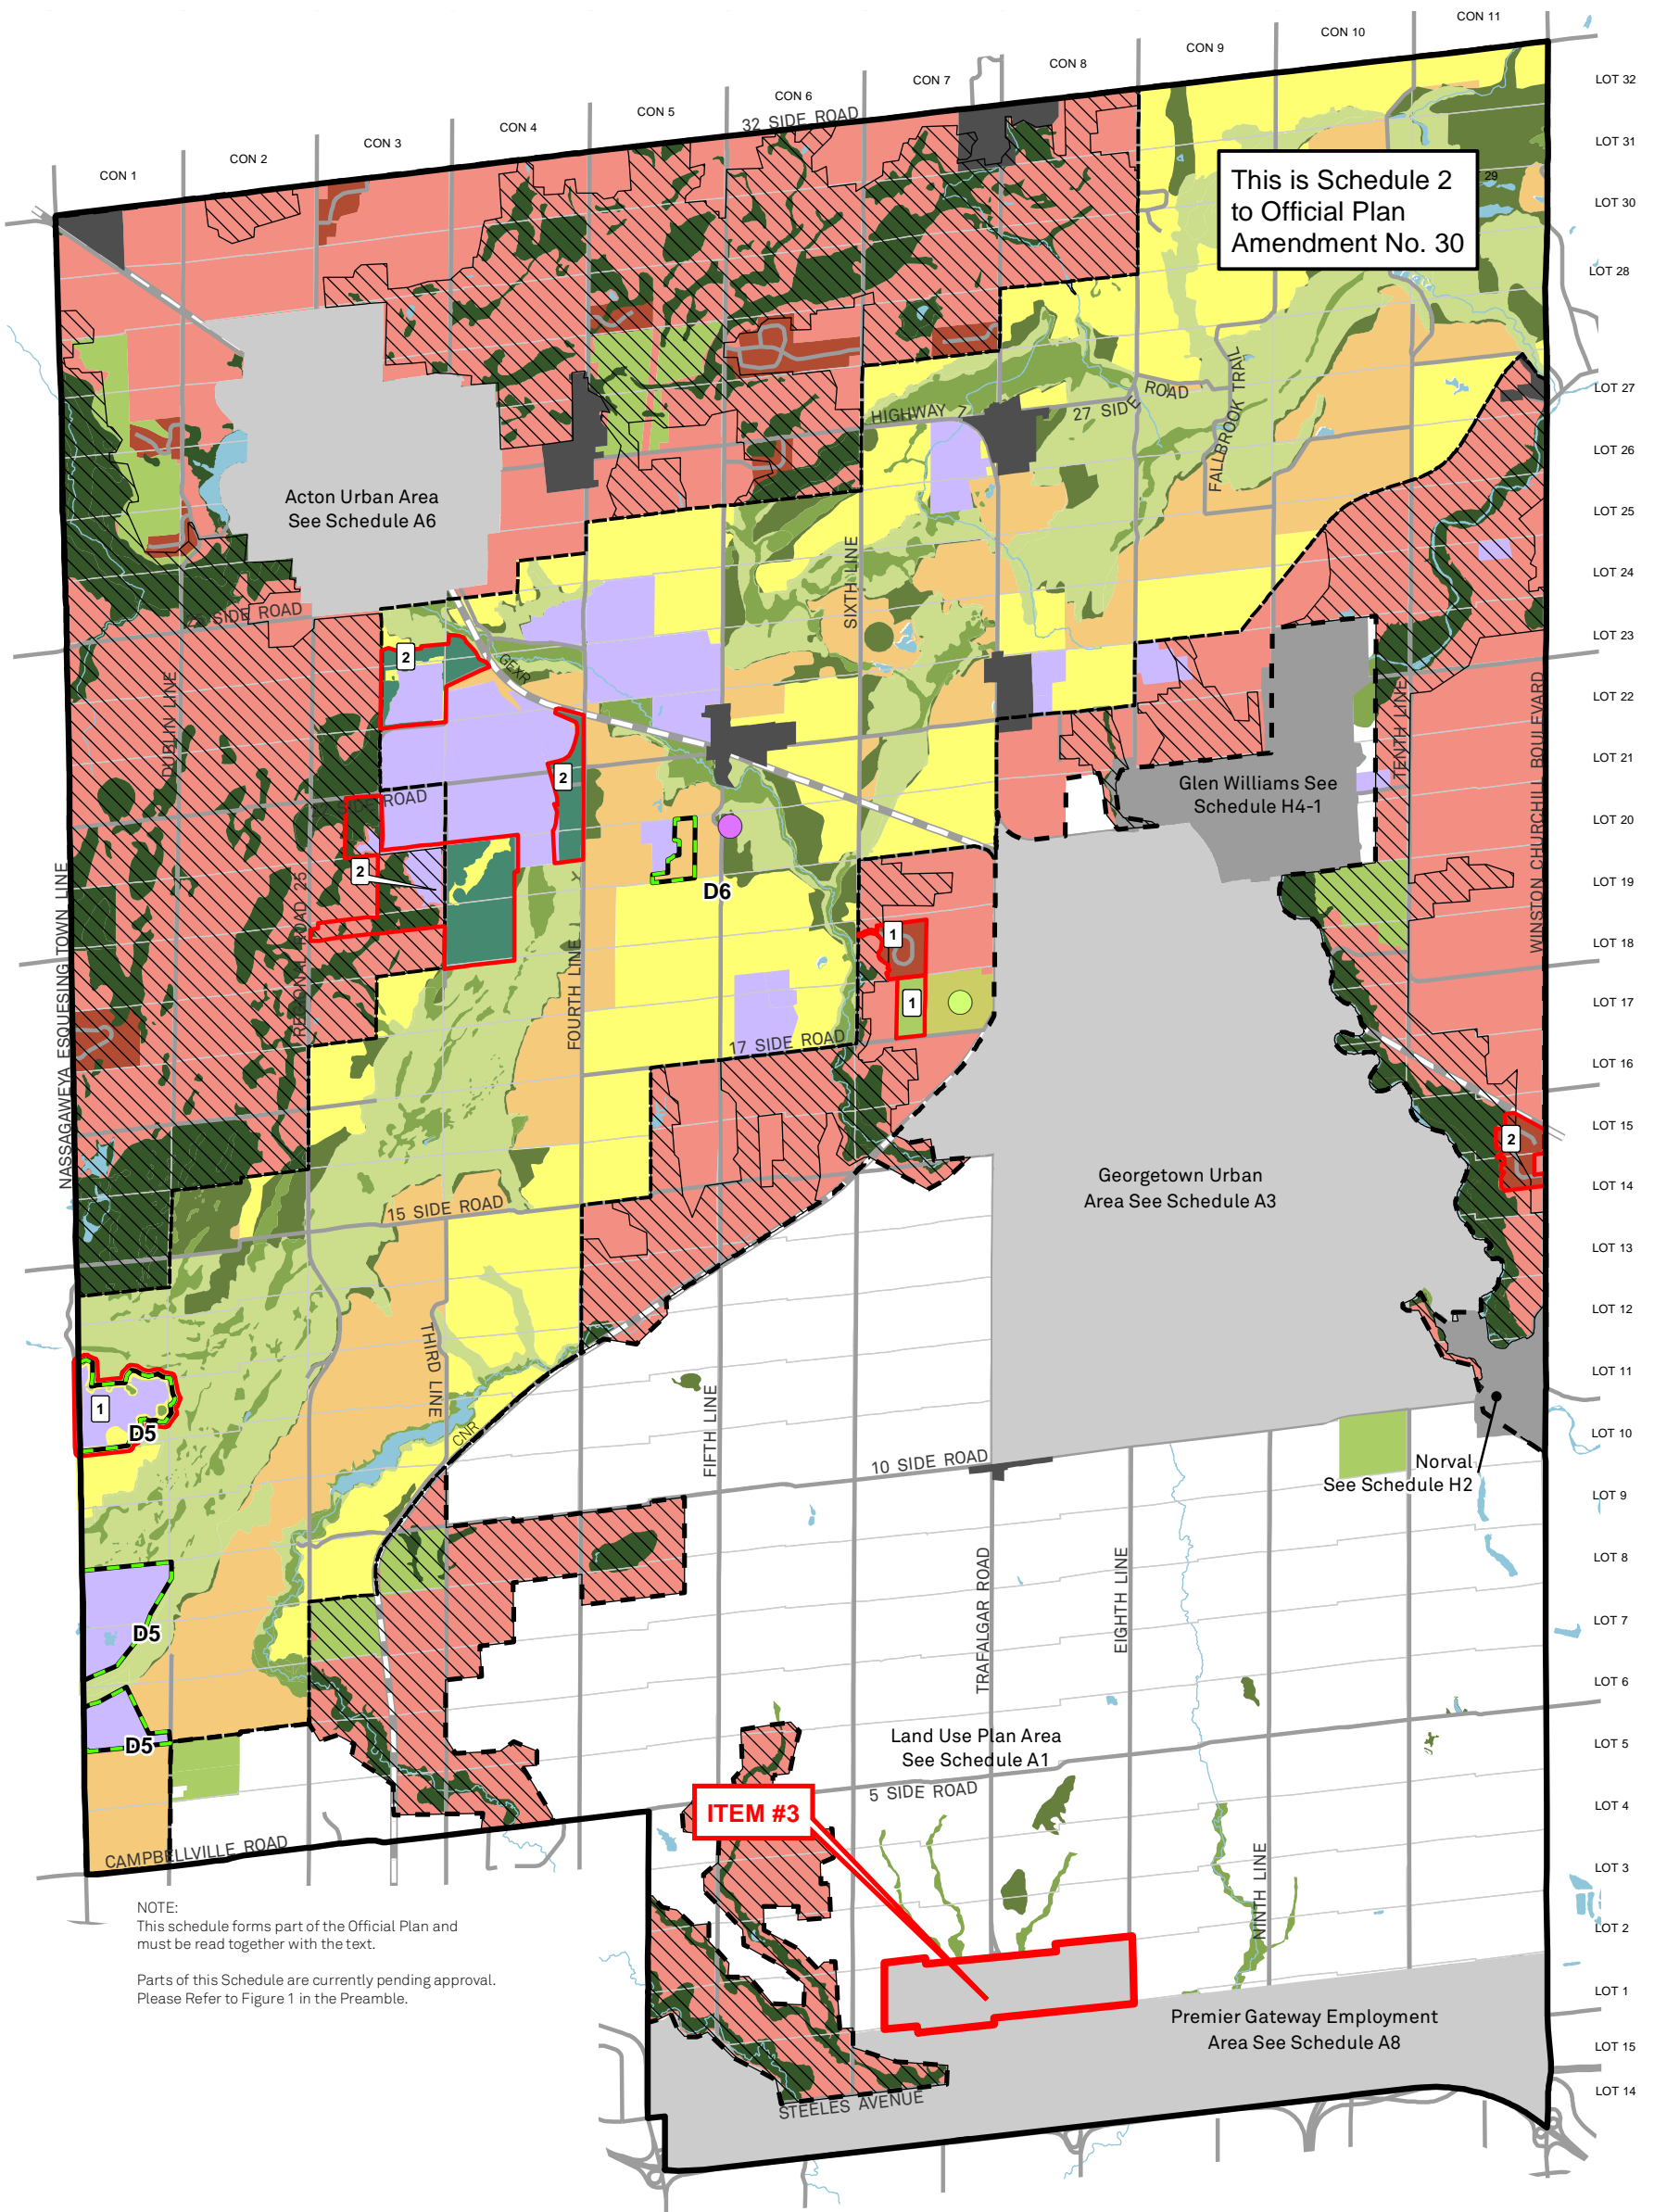 CON 11
CON 10
CON 9
CON 8
CON 7
CON 6
CON 5
CON 4
CON 3
CON 2
CON 1
32 SIDE ROAD
This is Schedule 2
to Official Plan
Amendment No. 30
29
LOT 32
LOT 31
LOT 30
LOT 28
LOT 27
LOT 26
LOT 25
LOT 24
LOT 23
LOT 22
LOT 21
LOT 20
LOT 19
LOT 18
LOT 17
LOT 16
LOT 15
LOT 14
LOT 13
LOT 12
LOT 11
LOT 10
LOT 9
LOT 8
LOT 7
LOT 6
LOT 5
LOT 4
LOT 3
LOT 2
LOT 1
LOT 15
LOT 14
HIGHWAY 7
27 SIDE ROAD
FALLBROOK TRAIL
Acton Urban Area
See Schedule A6
SIXTH LINE
SIDE ROAD
GEXR
2
DUBLIN LINE
2
ROAD
2
REGIONAL ROAD 25
NASSAGAWEYA ESQUESING TOWN LINE
FOURTH LINE
D6
Glen Williams See
Schedule H4-1
TENTH LINE
WINSTON CHURCHILL BOULEVARD
1
1
17 SIDE ROAD
2
Georgetown Urban
Area See Schedule A3
15 SIDE ROAD
THIRD LINE
CNR
1
D5
FIFTH LINE
10 SIDE ROAD
Norval
See Schedule H2
TRAFALGAR ROAD
EIGHTH LINE
D5
D5
Land Use Plan Area
See Schedule A1
5 SIDE ROAD
ITEM #3
CAMPBELLVILLE ROAD
NINTH LINE
NOTE:
This schedule forms part of the Official Plan and
must be read together with the text.
Parts of this Schedule are currently pending approval.
Please Refer to Figure 1 in the Preamble.
Premier Gateway Employment
Area See Schedule A8
STEELES AVENUE